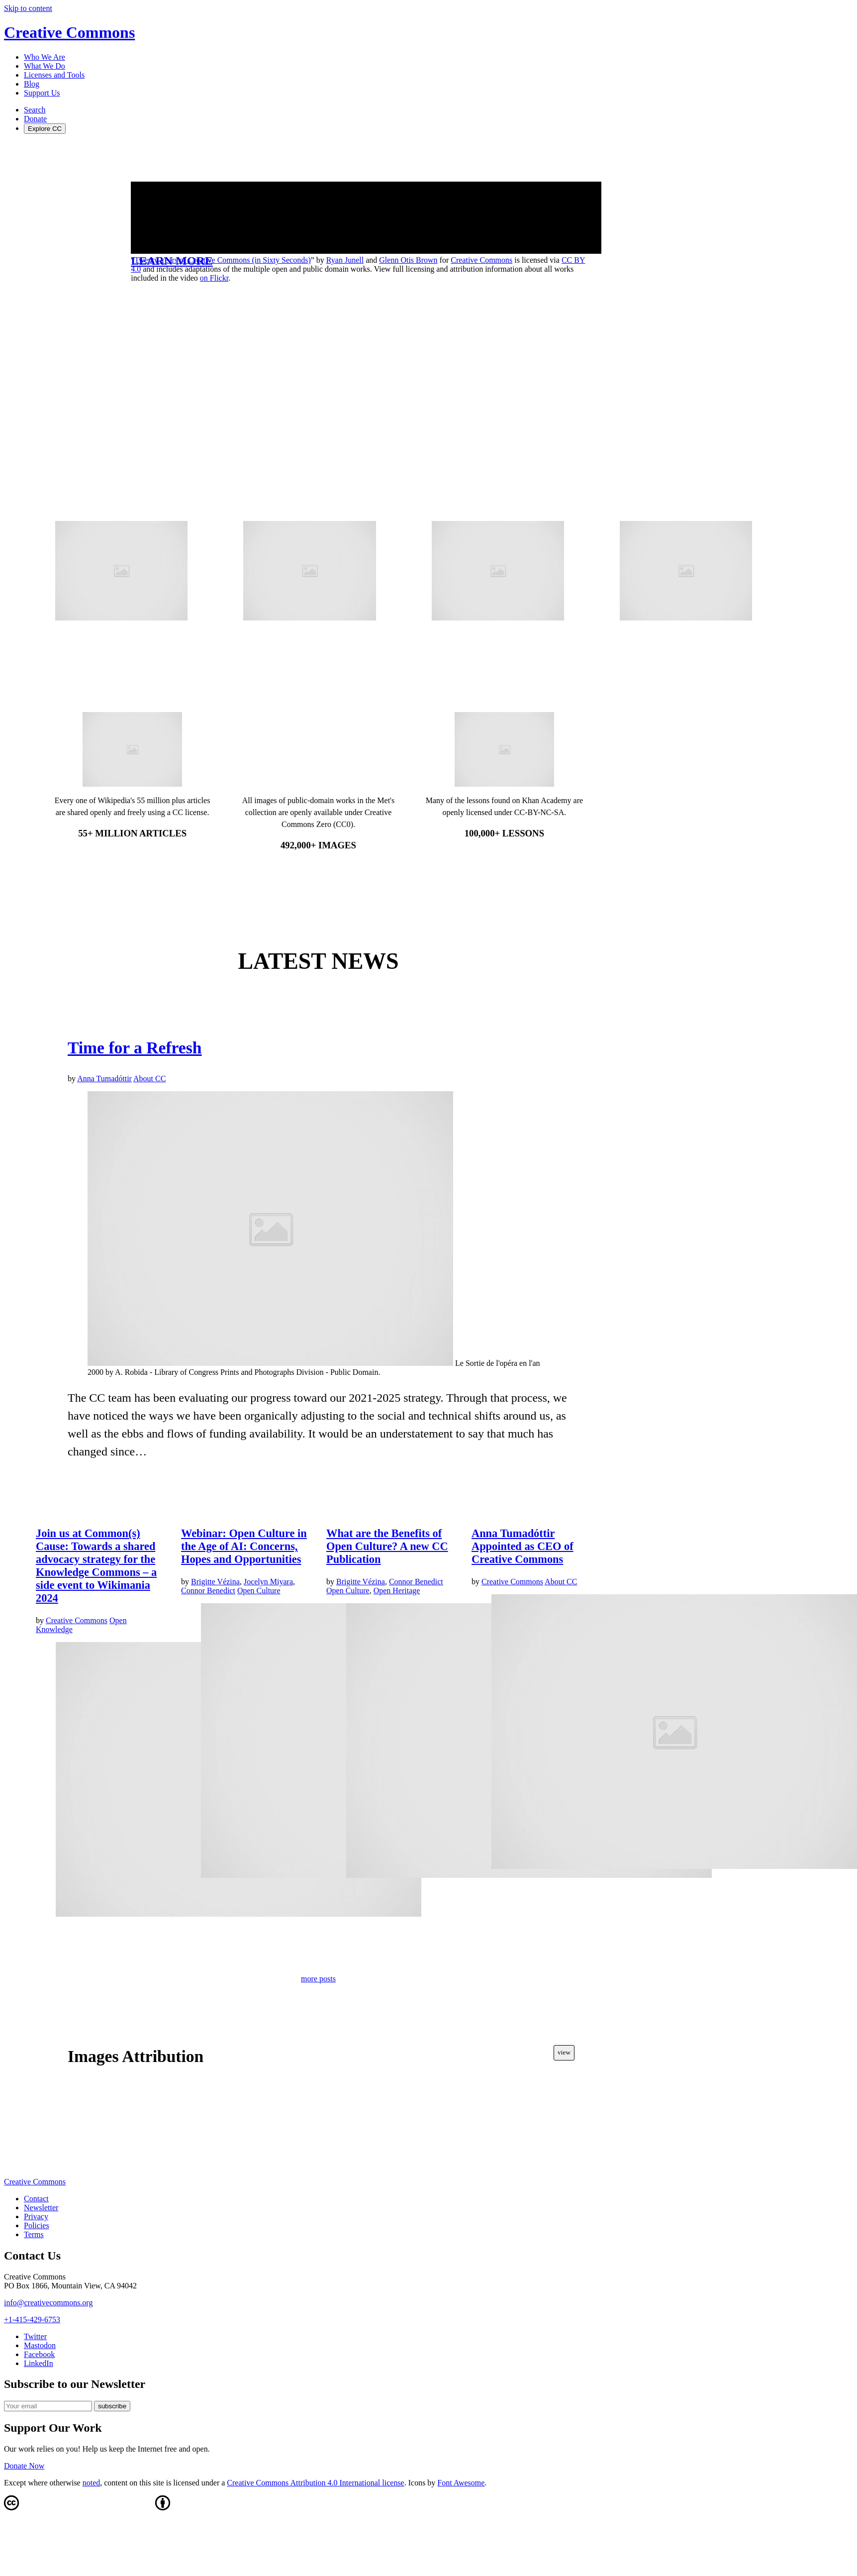 Skip to content
Creative Commons
Who We Are
What We Do
Licenses and Tools
Blog
Support Us
Search
Donate
Explore CC
LEARN MORE
Creative Commons (in Sixty Seconds)" by Ryan Junell and Glenn Otis Brown for Creative Commons is licensed via CC BY
4.0 and includes adaptations of the multiple open and public domain works. View full licensing and attribution information about all works
included in the video on Flickr.
Every one of Wikipedia's 55 million plus articles
are shared openly and freely using a CC license.
55+ MILLION ARTICLES
All images of public-domain works in the Met's
collection are openly available under Creative
Commons Zero (CC0).
492,000+ IMAGES
Many of the lessons found on Khan Academy are
openly licensed under CC-BY-NC-SA.
100,000+ LESSONS
LATEST NEWS
Time for a Refresh
by Anna Tumadóttir About CC
Le Sortie de l'opéra en l'an
2000 by A. Robida - Library of Congress Prints and Photographs Division - Public Domain.
The CC team has been evaluating our progress toward our 2021-2025 strategy. Through that process, we
have noticed the ways we have been organically adjusting to the social and technical shifts around us, as
well as the ebbs and flows of funding availability. It would be an understatement to say that much has
changed since…
Join us at Common(s)
Cause: Towards a shared
advocacy strategy for the
Knowledge Commons – a
side event to Wikimania
2024
by Creative Commons Open
Knowledge
Webinar: Open Culture in
the Age of AI: Concerns,
Hopes and Opportunities
by Brigitte Vézina, Jocelyn Miyara,
Connor Benedict Open Culture
What are the Benefits of
Open Culture? A new CC
Publication
by Brigitte Vézina, Connor Benedict
Open Culture, Open Heritage
Anna Tumadóttir
Appointed as CEO of
Creative Commons
by Creative Commons About CC
more posts
Images Attribution
view
Creative Commons
Contact
Newsletter
Privacy
Policies
Terms
Contact Us
Creative Commons
PO Box 1866, Mountain View, CA 94042
info@creativecommons.org
+1-415-429-6753
Twitter
Mastodon
Facebook
LinkedIn
Subscribe to our Newsletter
Your email
subscribe
Support Our Work
Our work relies on you! Help us keep the Internet free and open.
Donate Now
Except where otherwise noted, content on this site is licensed under a Creative Commons Attribution 4.0 International license. Icons by Font Awesome.
cc